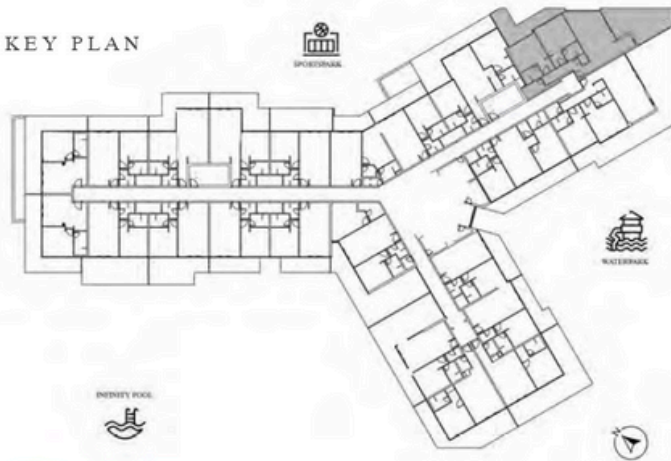 KEY PLAN
SPORTSPARK
WATERPARK
INFINITY POOL
N